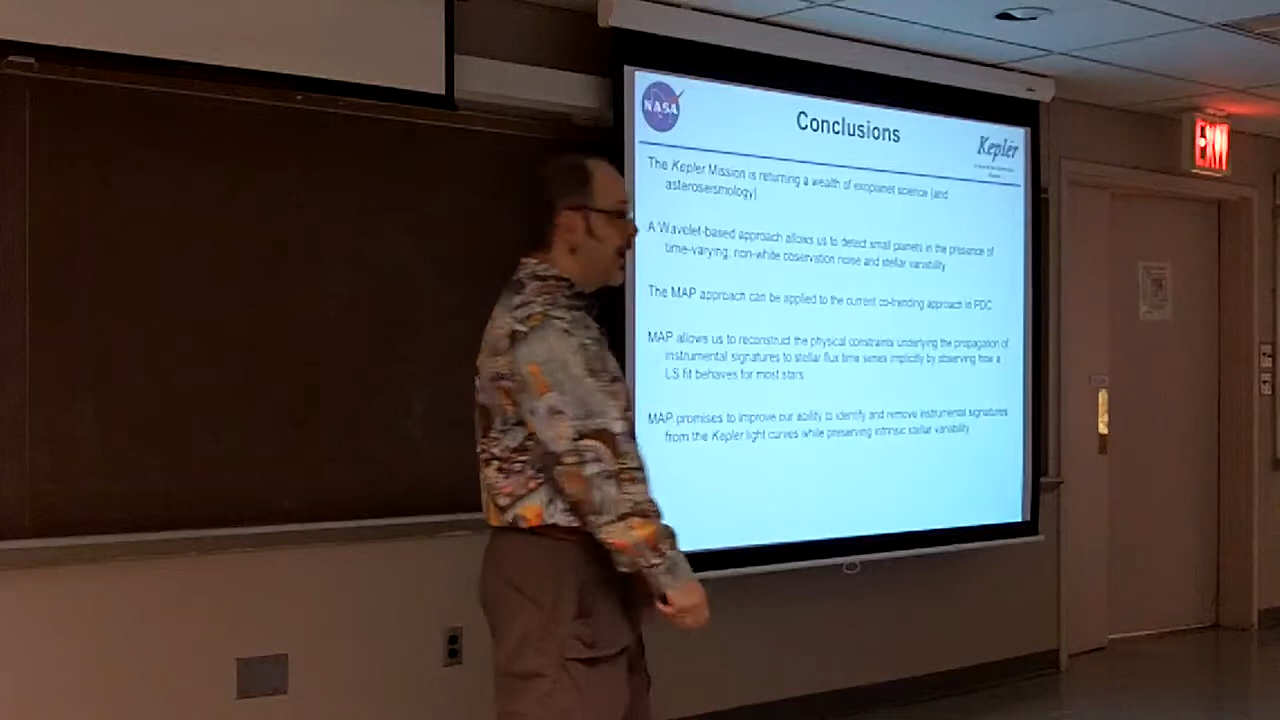 NASA
Conclusions
Kepler
The Kepler Mission is returning a wealth of exoplanet science (and
asteroseismology)
A Wavelet-based approach allows us to detect small planets in the presence of
time-varying, non-white observation noise and stellar variability
The MAP approach can be applied to the current co-trending approach in PDC
MAP allows us to reconstruct the physical constraints underlying the propagation of
instrumental signatures to stellar flux time series implicitly by observing how a
LS fit behaves for most stars
MAP promises to improve our ability to identify and remove instrumental signatures
from the Kepler light curves while preserving intrinsic stellar variability
EXIT